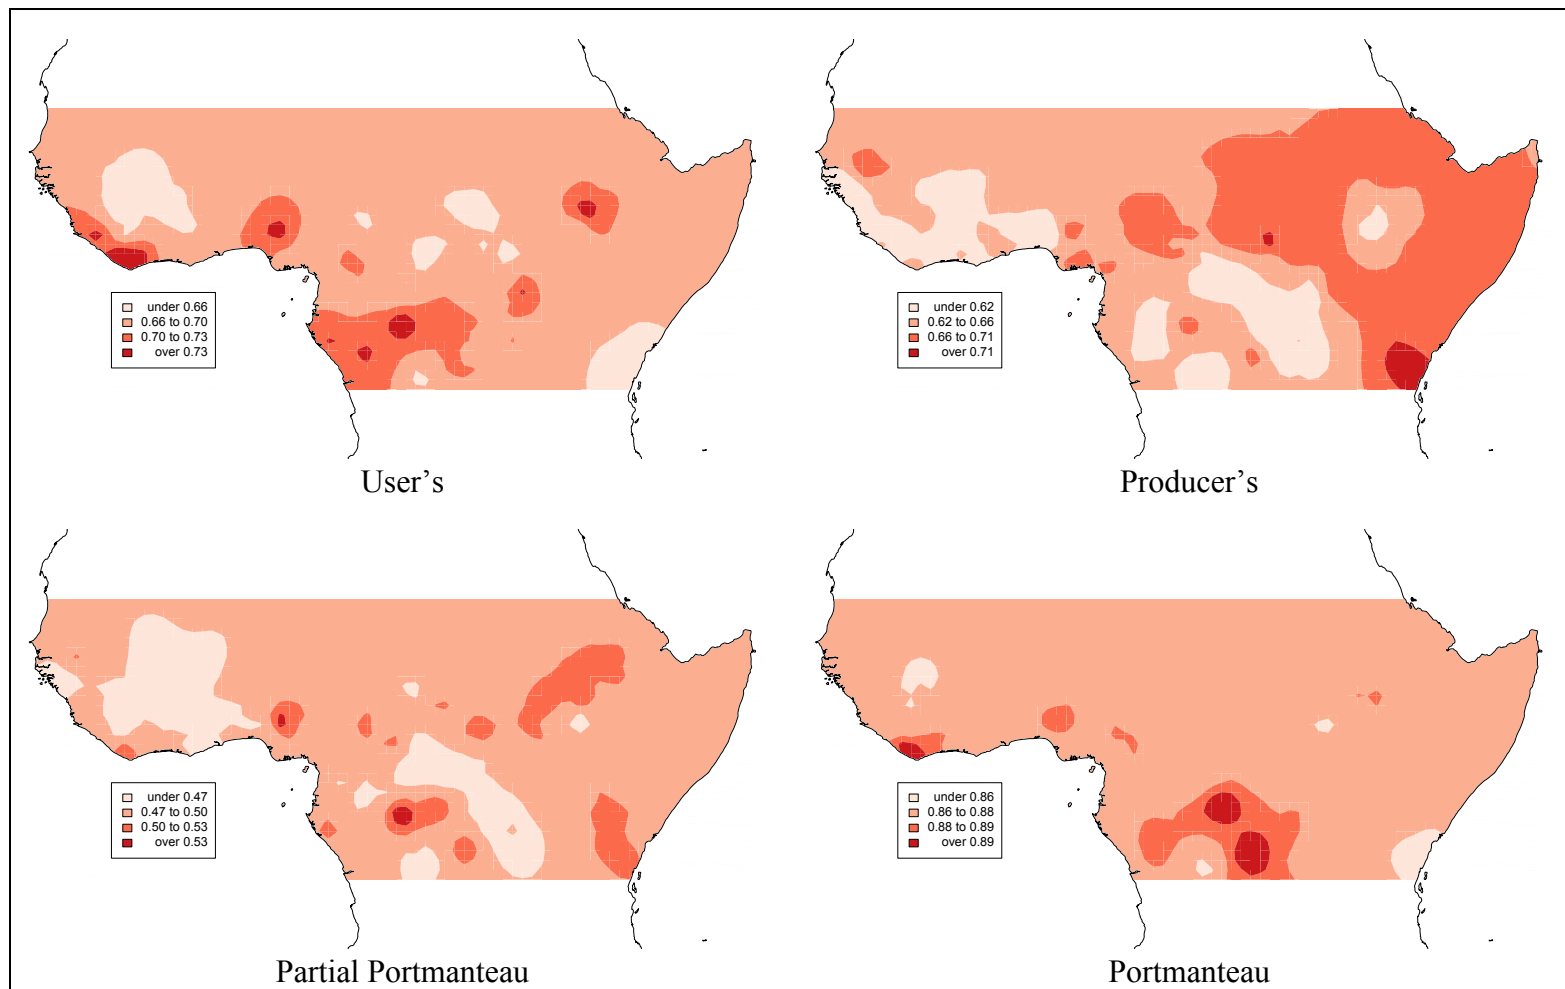 under 0.66
0.66 to 0.70
0.70 to 0.73
over 0.73
User’s
under 0.62
0.62 to 0.66
0.66 to 0.71
over 0.71
Producer’s
under 0.47
0.47 to 0.50
0.50 to 0.53
over 0.53
Partial Portmanteau
under 0.86
0.86 to 0.88
0.88 to 0.89
over 0.89
Portmanteau